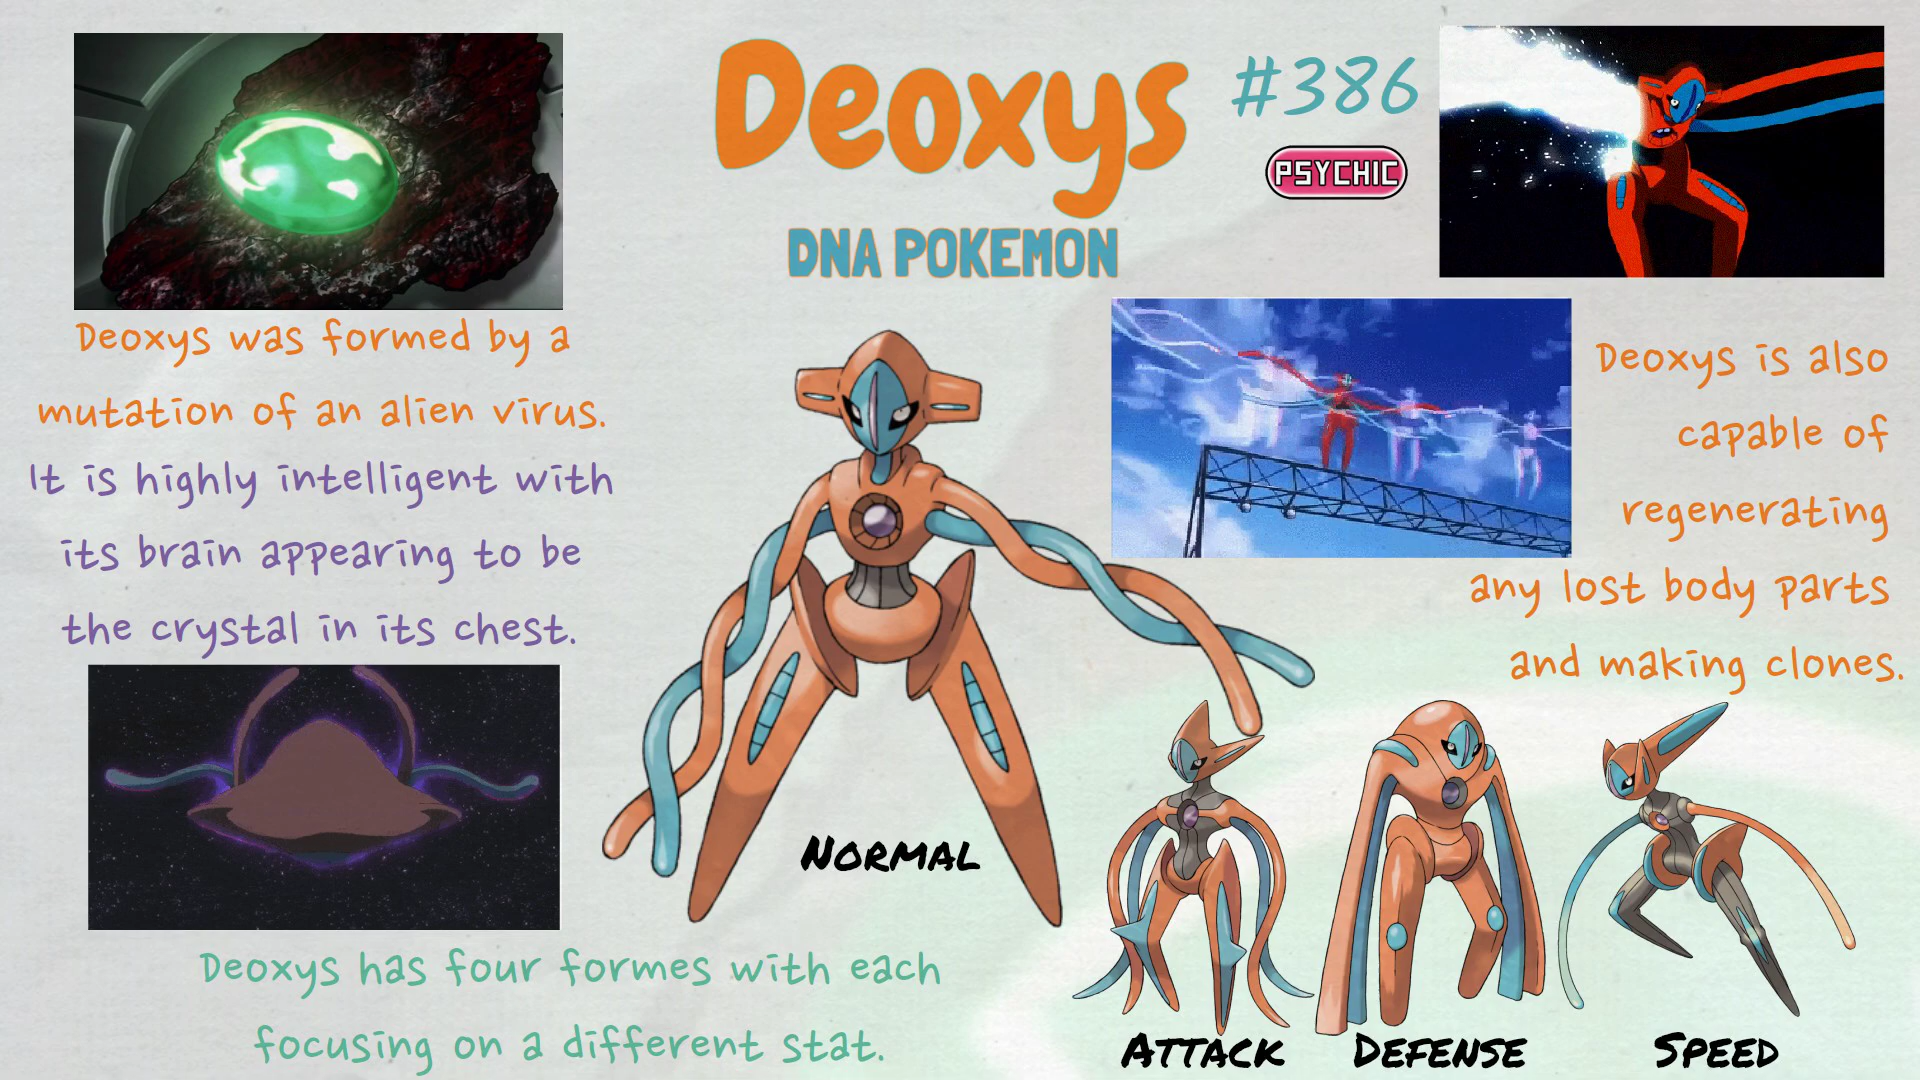 Deoxys #386
PSYCHIC
DNA POKEMON
Deoxys was formed by a
mutation of an alien virus.
It is highly intelligent with
its brain appearing to be
the crystal in its chest.
Deoxys is also
capable of
regenerating
any lost body parts
and making clones.
NORMAL
Deoxys has four formes with each
focusing on a different stat.
ATTACK
DEFENSE
SPEED